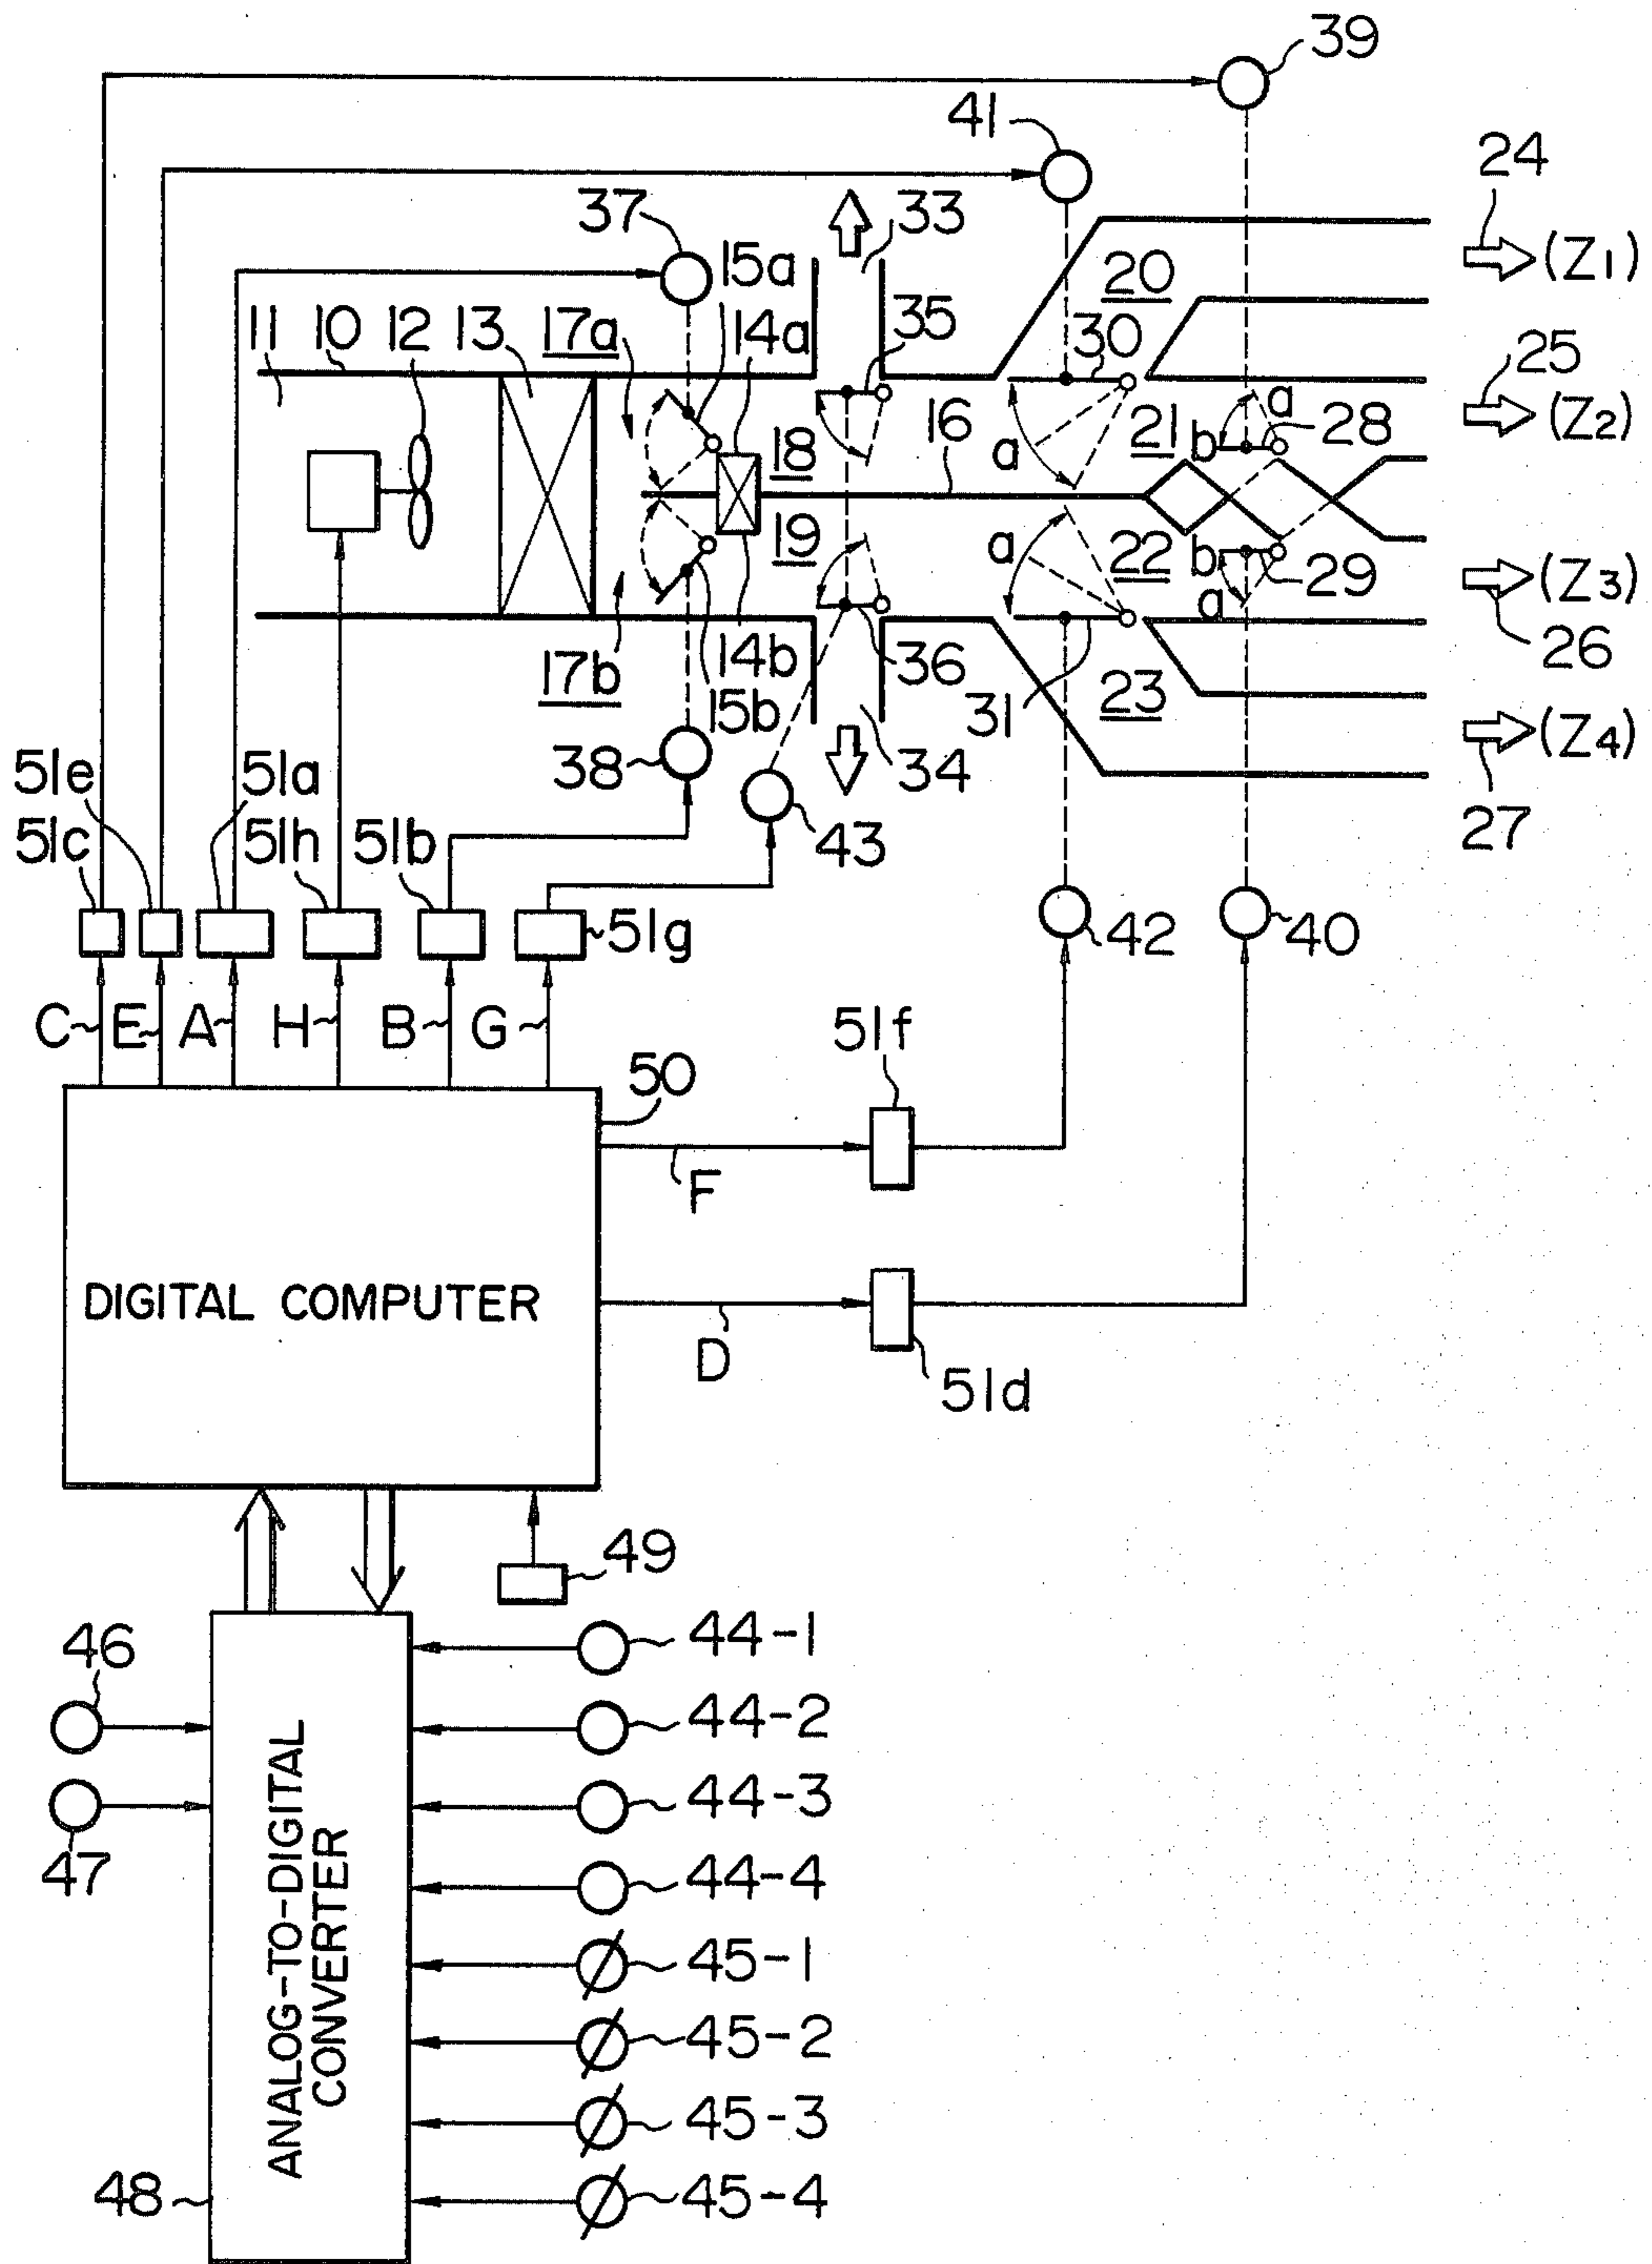 39
41
24
37
33
(Z1)
15a
20
11 10 12 13 17a 14a 35 30 25
(Z2)
18 16 21 a 28
a b
19 a 22 b 29 (Z3)
a
14b 36 26
17b 15b 31 23
(Z4)
51e 51a 38 34 27
51c 51h 51b 43
51g 42 40
C E A H B G
51f
50
F
DIGITAL COMPUTER
D
51d
49
46 44-1
44-2
44-3
47 44-4
45-1
45-2
45-3
48 45-4
ANALOG-TO-DIGITAL
CONVERTER